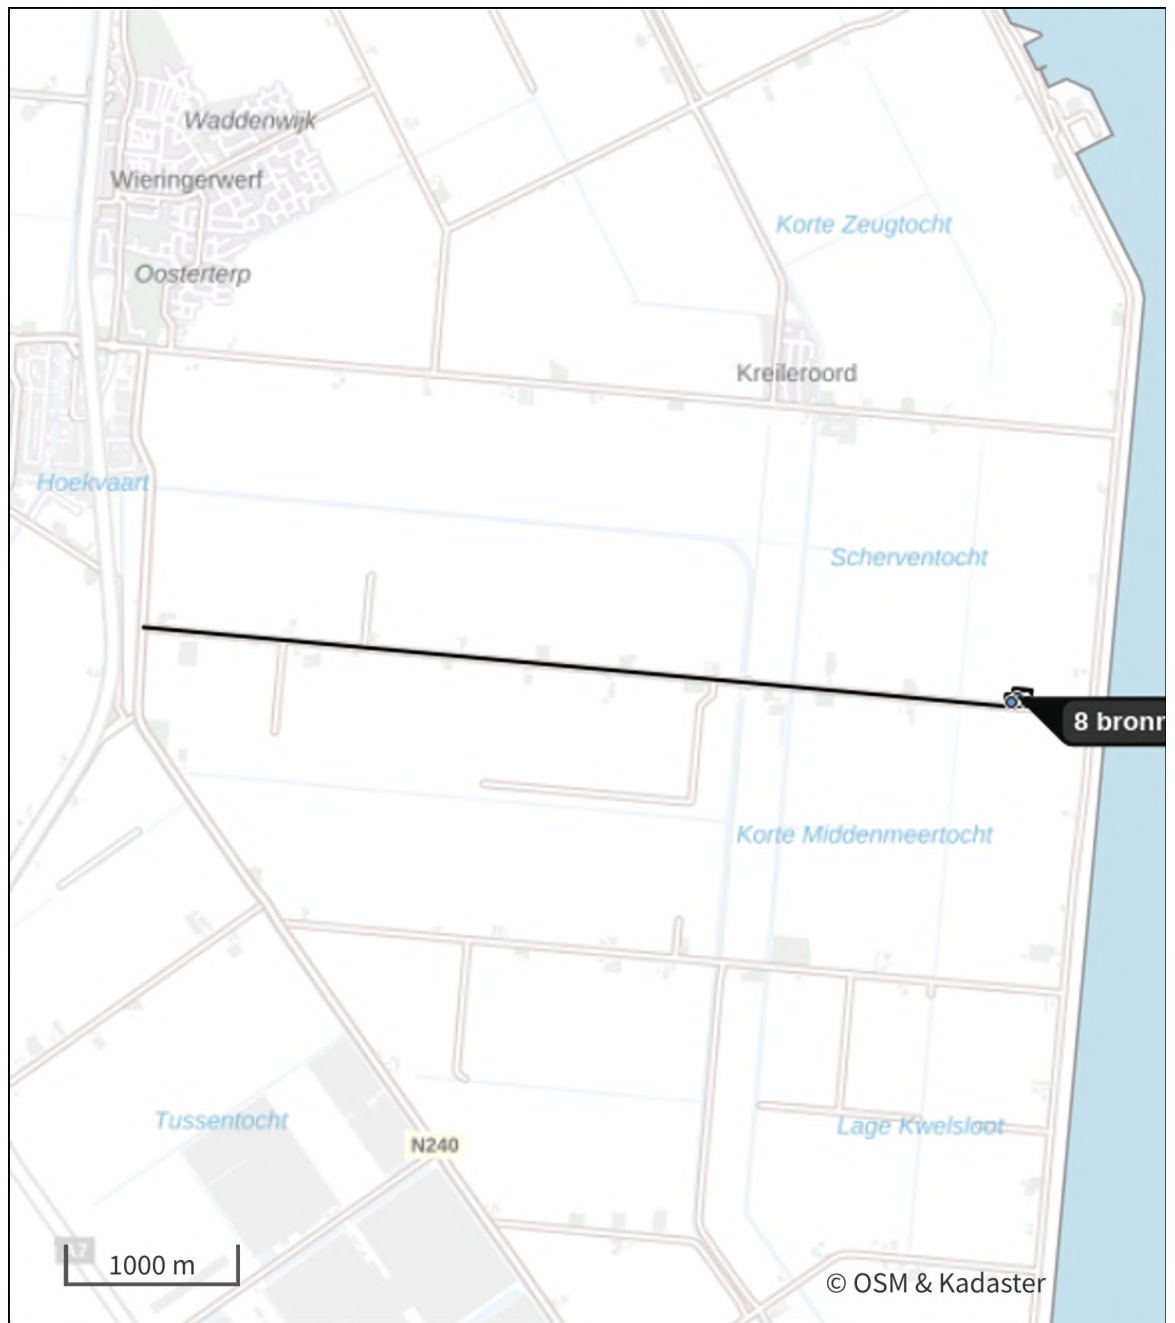 Waddenwijk
Wieringerwerf
Korte Zeugtocht
Oosterterp
Kreileroord
Hoekvaart
Scherventocht
8 bronn
Korte Middenmeertocht
Tussentocht
Lage Kwelsloot
N240
A7
1000 m
© OSM & Kadaster